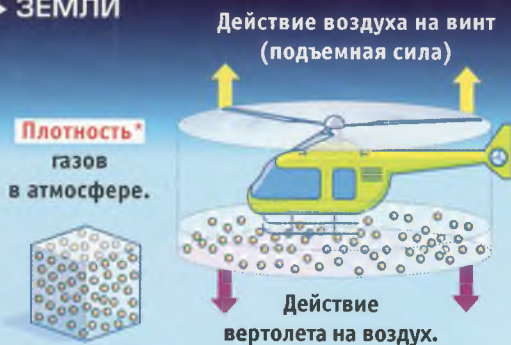 ЗЕМЛИ
Действие воздуха на винт
(подъемная сила)
Плотность*
газов
в атмосфере.
Действие
вертолета на воздух.